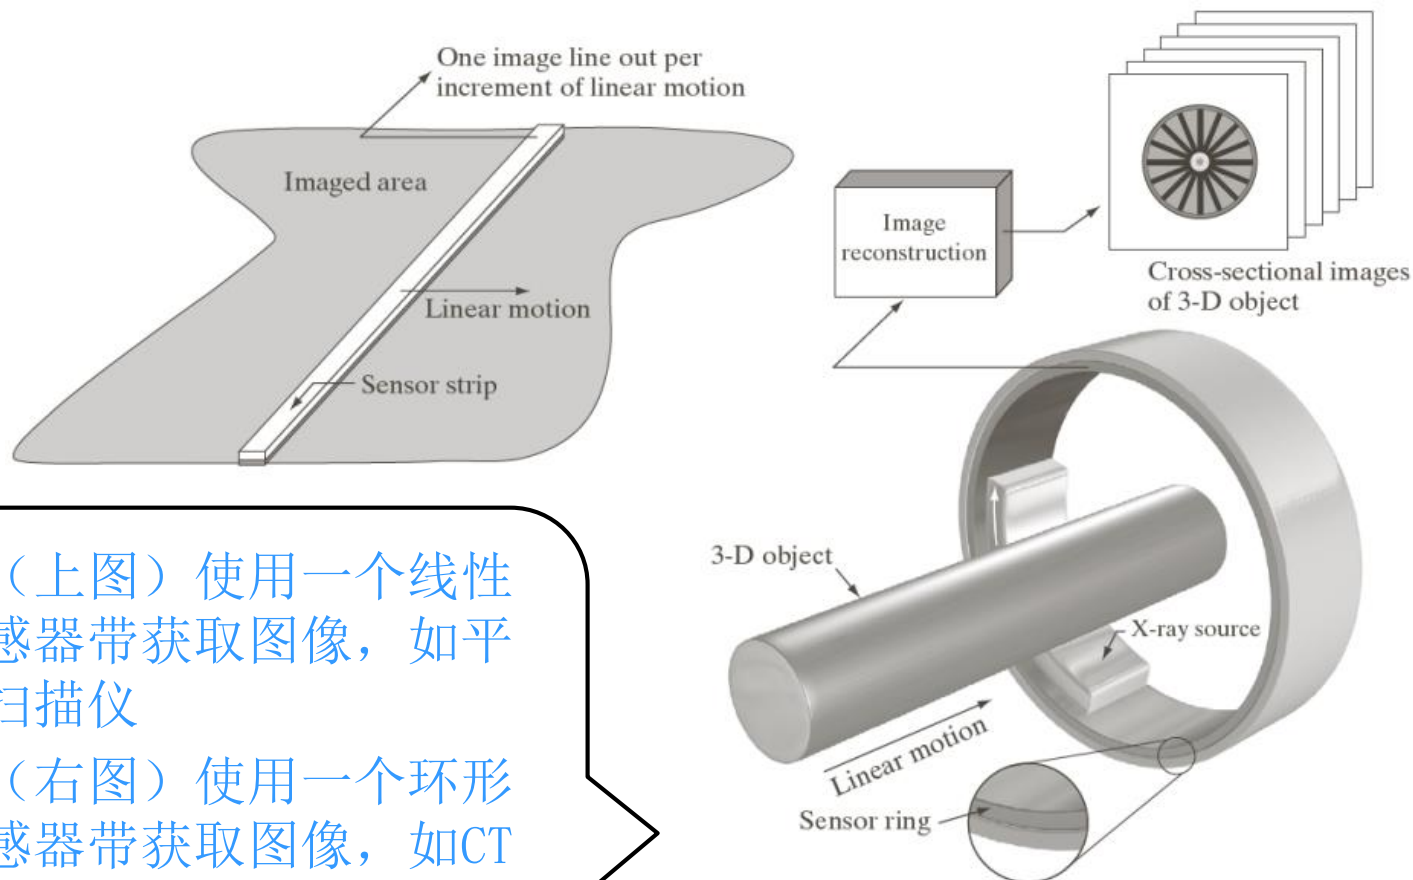 One image line out per
increment of linear motion
Imaged area
Linear motion
Sensor strip
Image
reconstruction
Cross-sectional images
of 3-D object
3-D object
X-ray source
Linear motion
Sensor ring
（上图）使用一个线性
感器带获取图像，如平
扫描仪
（右图）使用一个环形
感器带获取图像，如CT